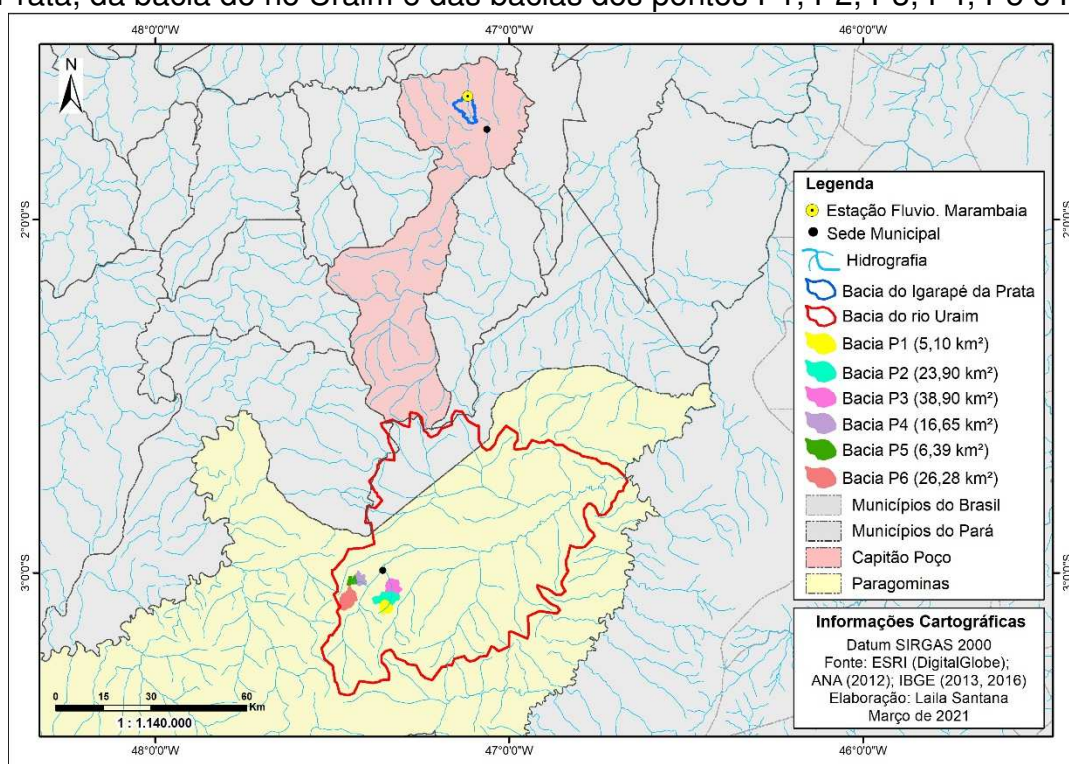 Prata, da bacia do rio Uraim e das bacias dos pontos P1, P2, P3, P4, P5 e P
48°0'0"W
47°0'0"W
46°0'0"W
N
2°0'0"S
2°0'0"S
3°0'0"S
3°0'0"S
Legenda
Estação Fluvio. Marambaia
Sede Municipal
Hidrografia
Bacia do Igarapé da Prata
Bacia do rio Uraim
Bacia P1 (5,10 km²)
Bacia P2 (23,90 km²)
Bacia P3 (38,90 km²)
Bacia P4 (16,65 km²)
Bacia P5 (6,39 km²)
Bacia P6 (26,28 km²)
Municípios do Brasil
Municípios do Pará
Capitão Poço
Paragominas
Informações Cartográficas
Datum SIRGAS 2000
Fonte: ESRI (DigitalGlobe);
ANA (2012); IBGE (2013, 2016)
Elaboração: Laila Santana
Março de 2021
0 15 30 60
Km
1 : 1.140.000
48°0'0"W
47°0'0"W
46°0'0"W